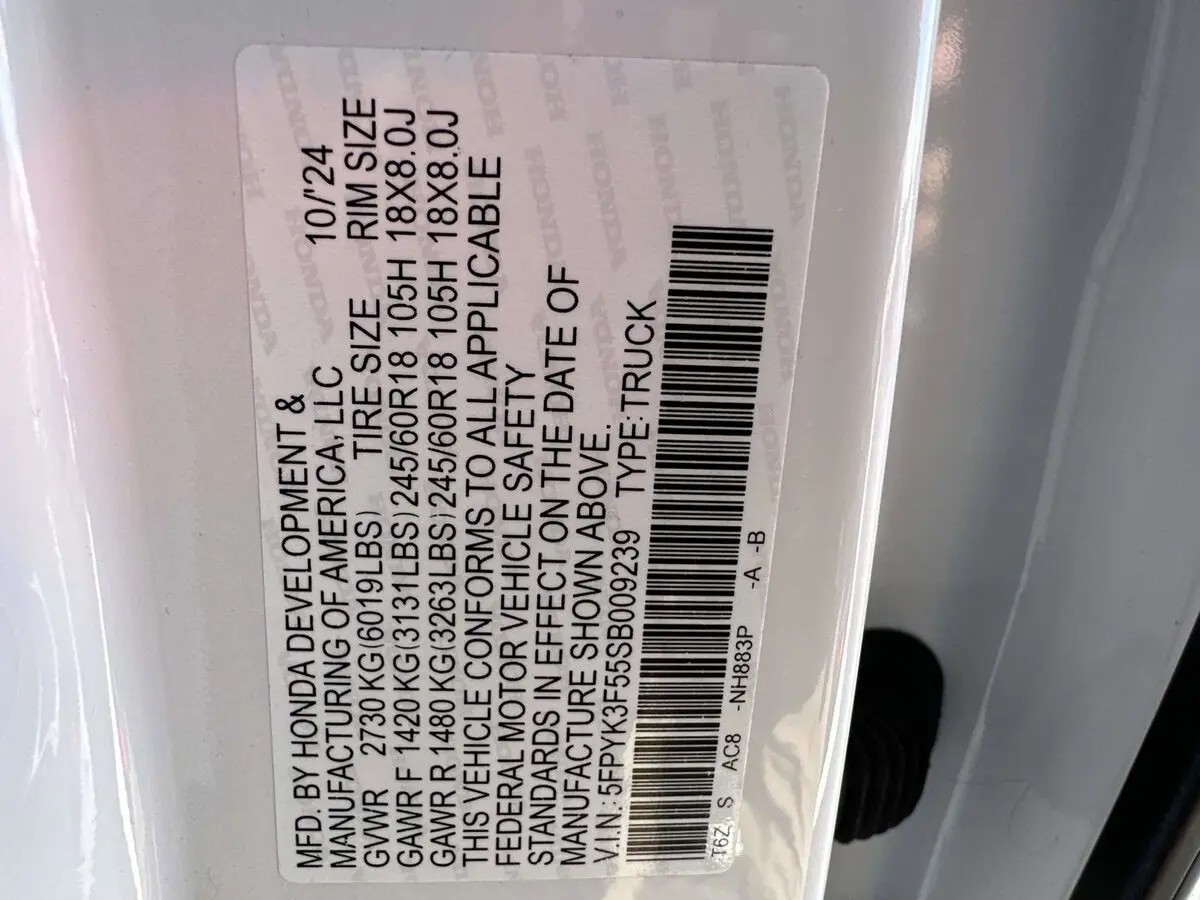 MFD. BY HONDA DEVELOPMENT &
MANUFACTURING OF AMERICA, LLC 10/'24
GVWR 2730 KG(6019LBS) TIRE SIZE RIM SIZE
GAWR F 1420 KG(3131LBS) 245/60R18 105H 18X8.0J
GAWR R 1480 KG(3263LBS) 245/60R18 105H 18X8.0J
THIS VEHICLE CONFORMS TO ALL APPLICABLE
FEDERAL MOTOR VEHICLE SAFETY
STANDARDS IN EFFECT ON THE DATE OF
MANUFACTURE SHOWN ABOVE.
V.I.N.: 5FPYK3F55SB009239 TYPE: TRUCK
T6Z S AC8 -NH883P -A -B